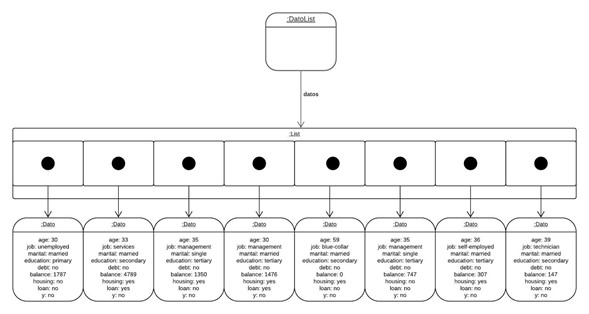 :DatoList
datos
:List
:Dato
age: 30
job: unemployed
marital: married
education: primary
debt: no
balance: 1787
housing: no
loan: no
y: no
:Dato
age: 33
job: services
marital: married
education: secondary
debt: no
balance: 4789
housing: yes
loan: yes
y: no
:Dato
age: 35
job: management
marital: single
education: tertiary
debt: no
balance: 1350
housing: yes
loan: no
y: no
:Dato
age: 30
job: management
marital: married
education: tertiary
debt: no
balance: 1476
housing: yes
loan: yes
y: no
:Dato
age: 59
job: blue-collar
marital: married
education: secondary
debt: no
balance: 0
housing: yes
loan: no
y: no
:Dato
age: 35
job: management
marital: single
education: tertiary
debt: no
balance: 747
housing: no
loan: no
y: no
:Dato
age: 36
job: self-employed
marital: married
education: tertiary
debt: no
balance: 307
housing: yes
loan: no
y: no
:Dato
age: 39
job: technician
marital: married
education: secondary
debt: no
balance: 147
housing: yes
loan: no
y: no